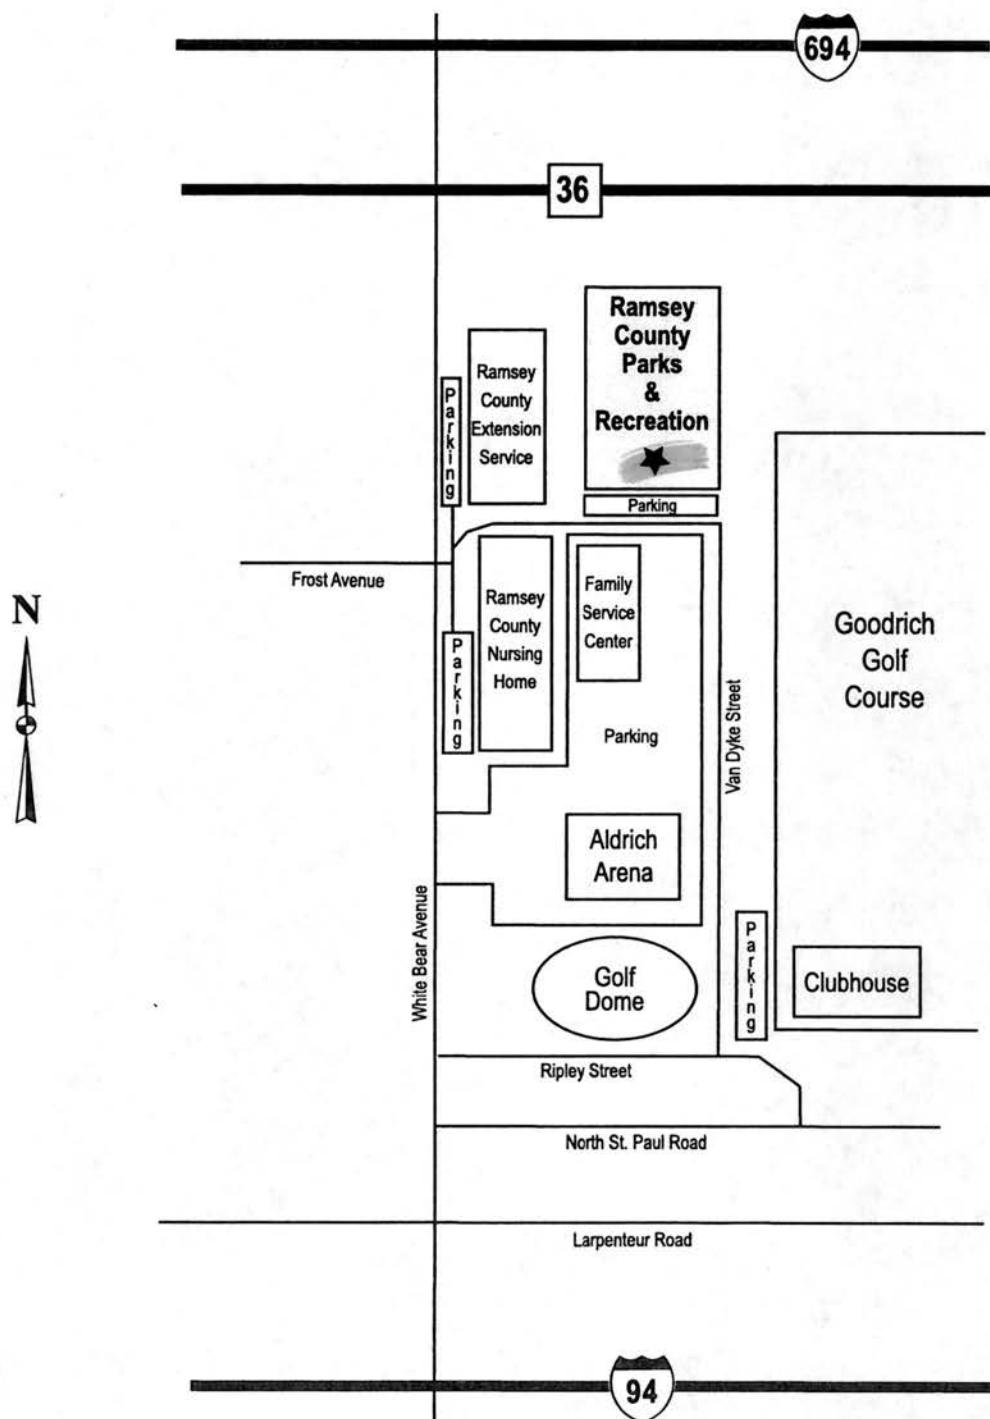 694
36
Ramsey
County
Parks
&
Recreation
Parking
Ramsey
County
Extension
Service
Parking
Frost Avenue
N
Ramsey
County
Nursing
Home
Parking
Family
Service
Center
Parking
Van Dyke Street
Goodrich
Golf
Course
Aldrich
Arena
White Bear Avenue
Golf
Dome
Parking
Clubhouse
Ripley Street
North St. Paul Road
Larpenteur Road
94